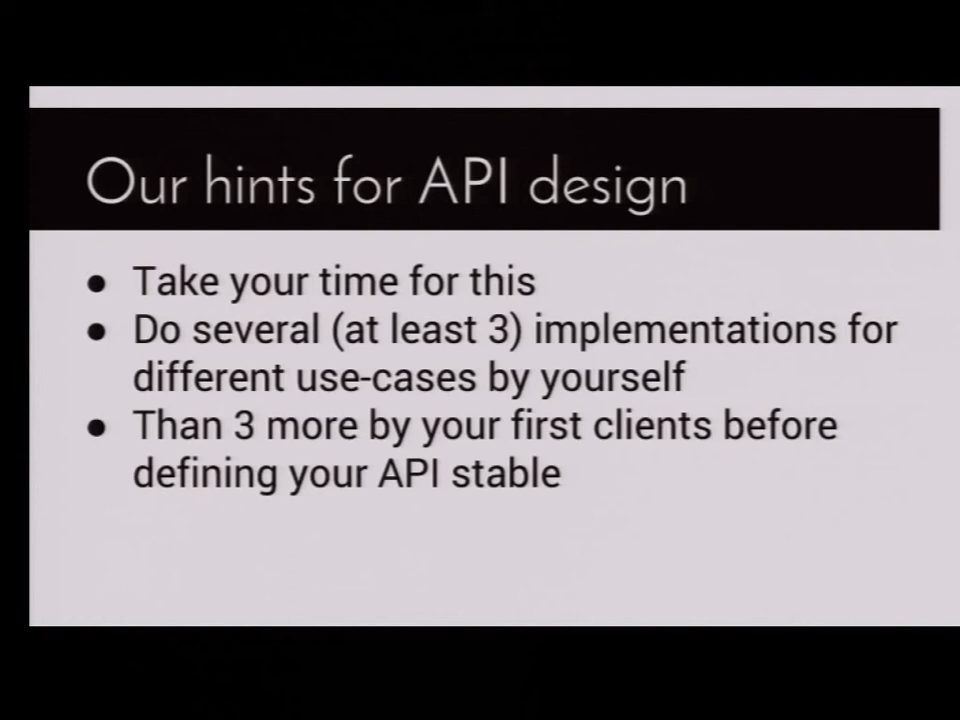 Our hints for API design
● Take your time for this
● Do several (at least 3) implementations for
different use-cases by yourself
● Than 3 more by your first clients before
defining your API stable